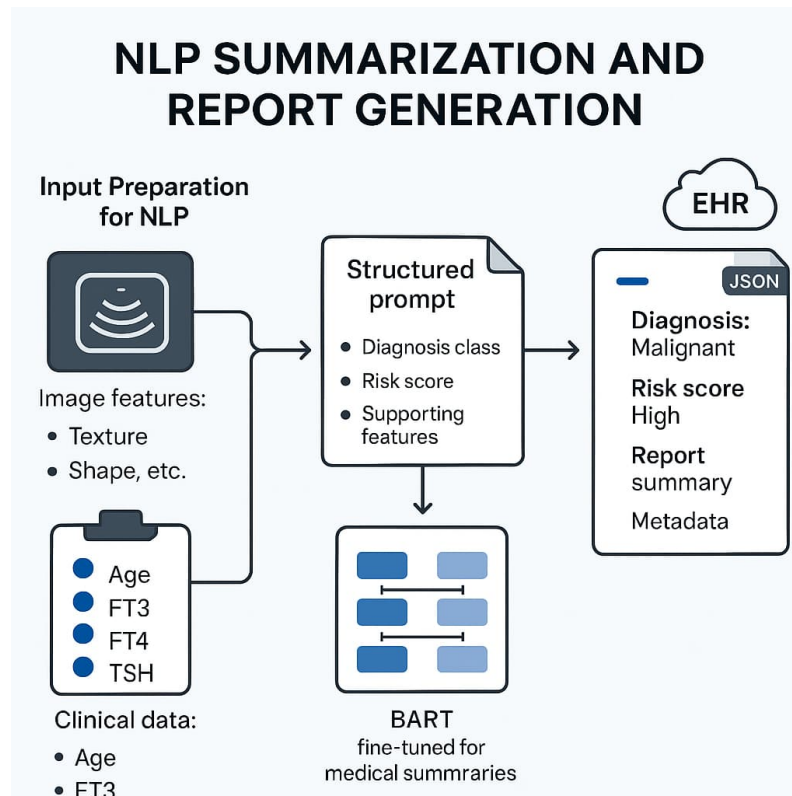 NLP SUMMARIZATION AND
REPORT GENERATION
Input Preparation
for NLP
Image features:
• Texture
• Shape, etc.
Age
FT3
FT4
TSH
Clinical data:
• Age
• FT3
Structured
prompt
• Diagnosis class
• Risk score
• Supporting
features
BART
fine-tuned for
medical summraries
EHR
JSON
Diagnosis:
Malignant
Risk score
High
Report
summary
Metadata